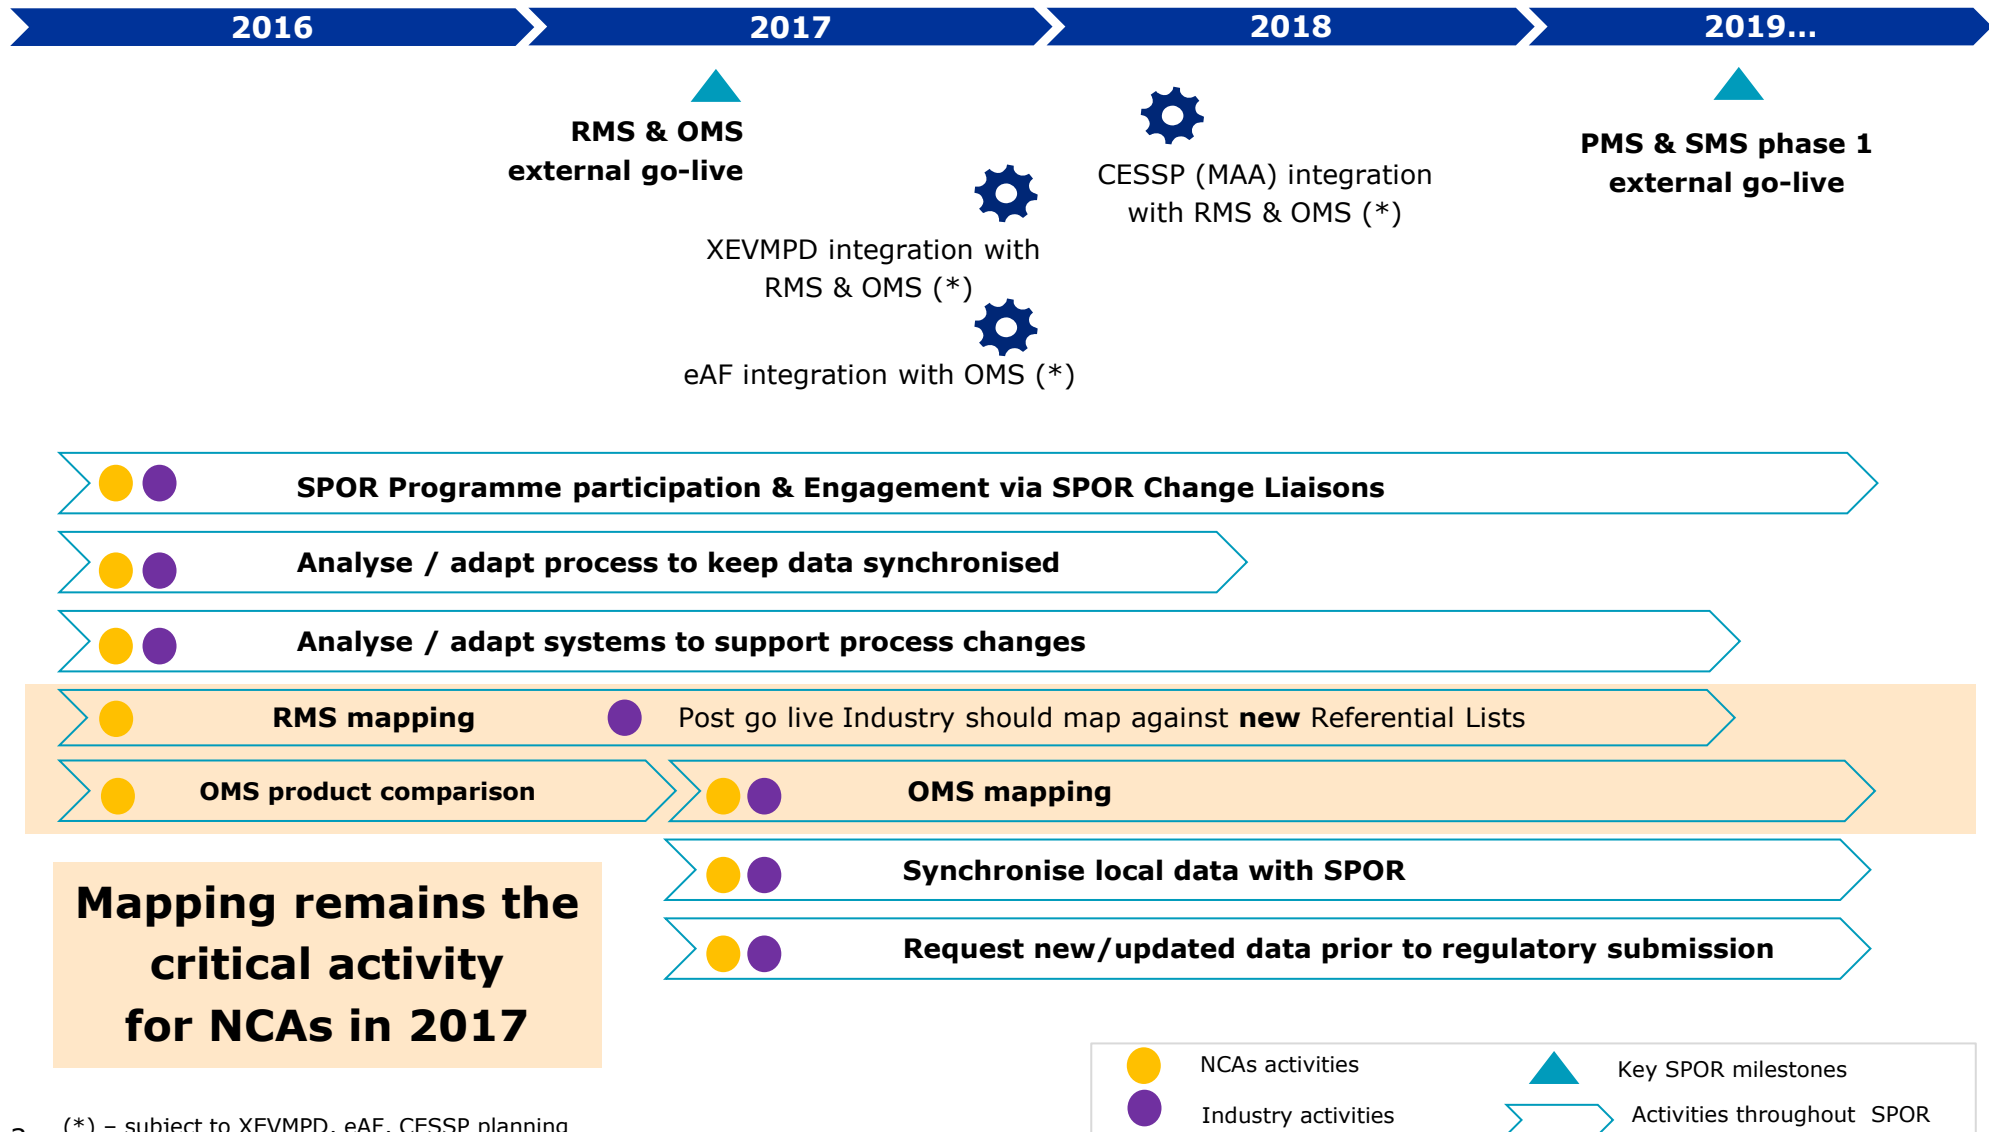 2016
2017
2018
2019...
RMS & OMS
external go-live
CESSP (MAA) integration
with RMS & OMS (*)
PMS & SMS phase 1
external go-live
XEVMPD integration with
RMS & OMS (*)
eAF integration with OMS (*)
SPOR Programme participation & Engagement via SPOR Change Liaisons
Analyse / adapt process to keep data synchronised
Analyse / adapt systems to support process changes
RMS mapping
Post go live Industry should map against new Referential Lists
OMS product comparison
OMS mapping
Synchronise local data with SPOR
Request new/updated data prior to regulatory submission
Mapping remains the
critical activity
for NCAs in 2017
NCAs activities
Key SPOR milestones
Industry activities
Activities throughout SPOR
(*) – subject to XEVMPD, eAF, CESSP planning